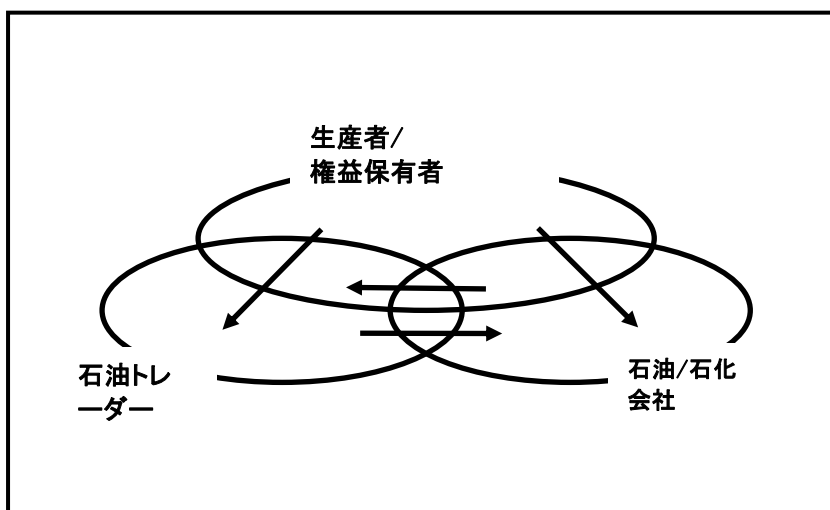 生産者/
権益保有者
石油トレ
ーダー
石油/石化
会社